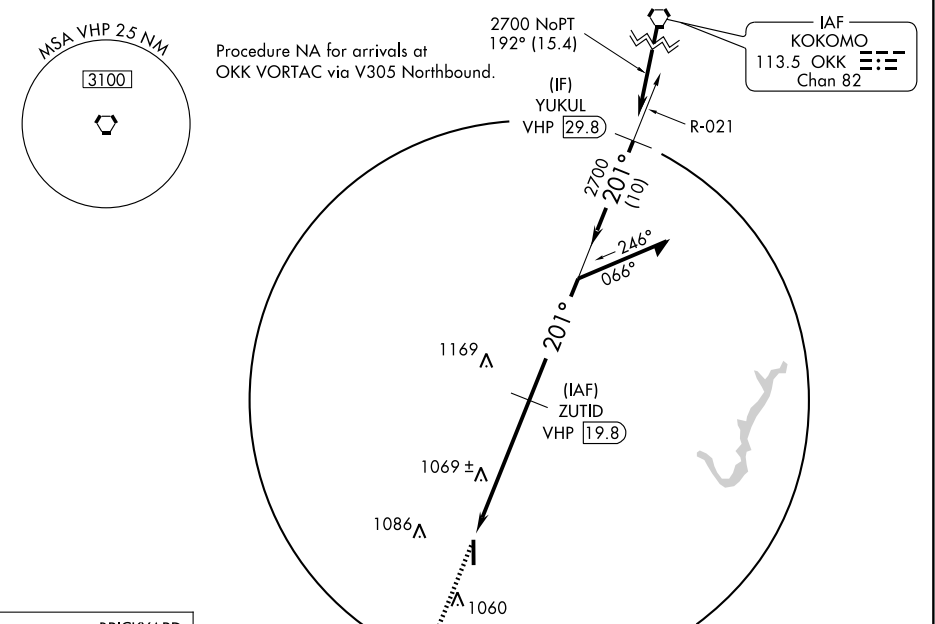 MSA VHP 25 NM
3100
Procedure NA for arrivals at
OKK VORTAC via V305 Northbound.
2700 NoPT
192° (15.4)
IAF
KOKOMO
113.5 OKK
Chan 82
(IF)
YUKUL
VHP 29.8
R-021
2700
201°
(10)
246°
066°
201°
1169
(IAF)
ZUTID
VHP 19.8
1069 ±
1086
1060